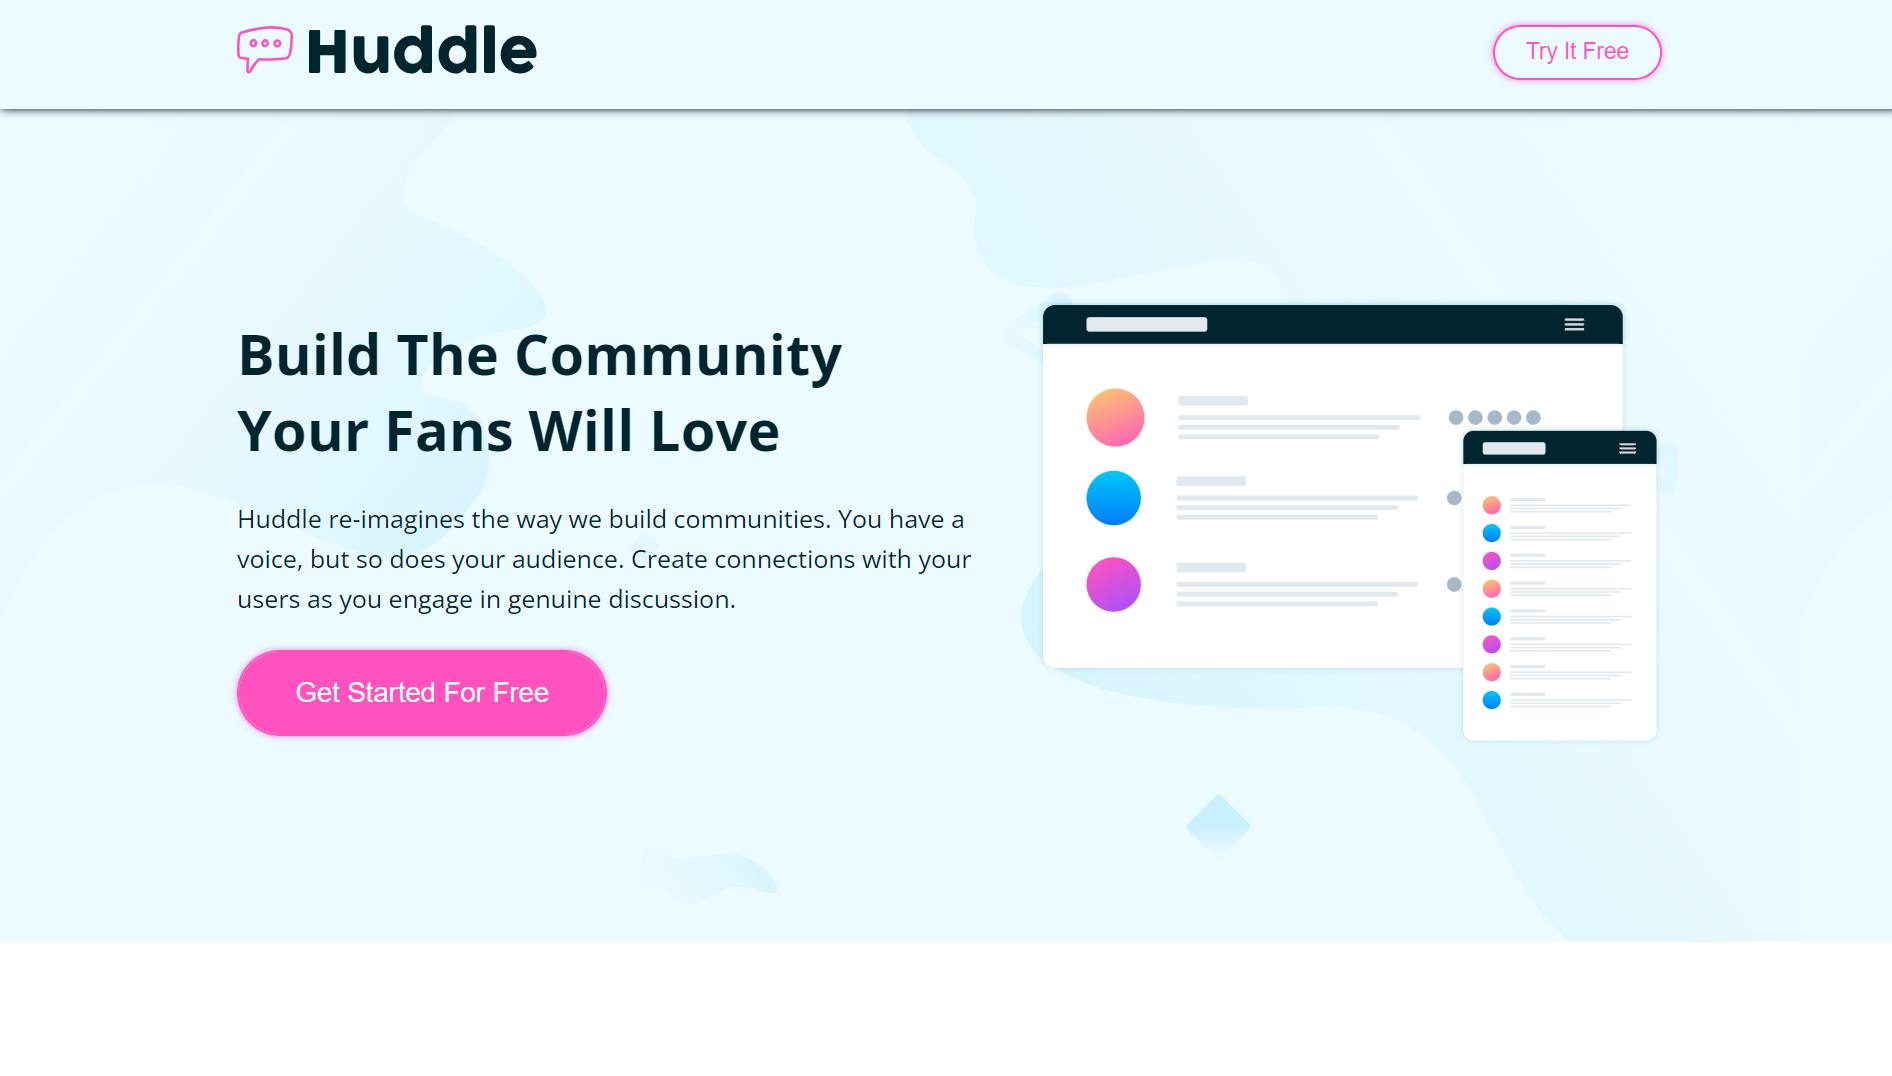 Huddle
Try It Free
Build The Community
Your Fans Will Love
Huddle re-imagines the way we build communities. You have a
voice, but so does your audience. Create connections with your
users as you engage in genuine discussion.
Get Started For Free